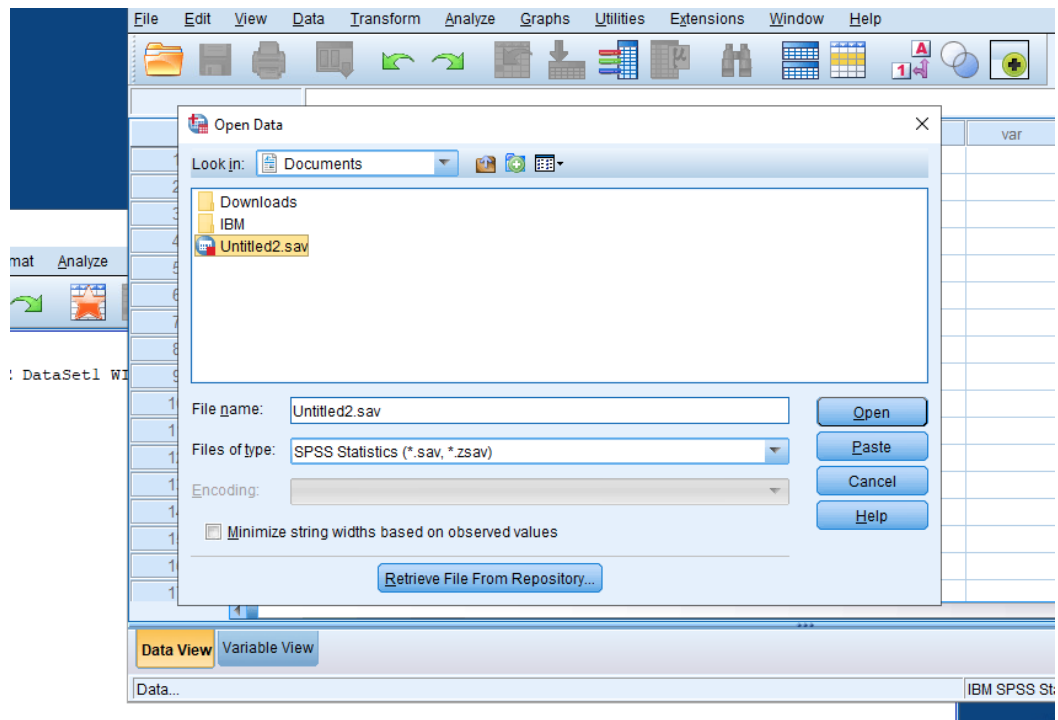 File Edit View Data Transform Analyze Graphs Utilities Extensions Window Help
Open Data
var
Look in: Documents
Downloads
IBM
Untitled2.sav
mat Analyze
DataSet1 WI
File name: Untitled2.sav Open
Files of type: SPSS Statistics (*.sav, *.zsav) Paste
Encoding: Cancel
Minimize string widths based on observed values Help
Retrieve File From Repository...
Data View Variable View
Data... IBM SPSS Sta